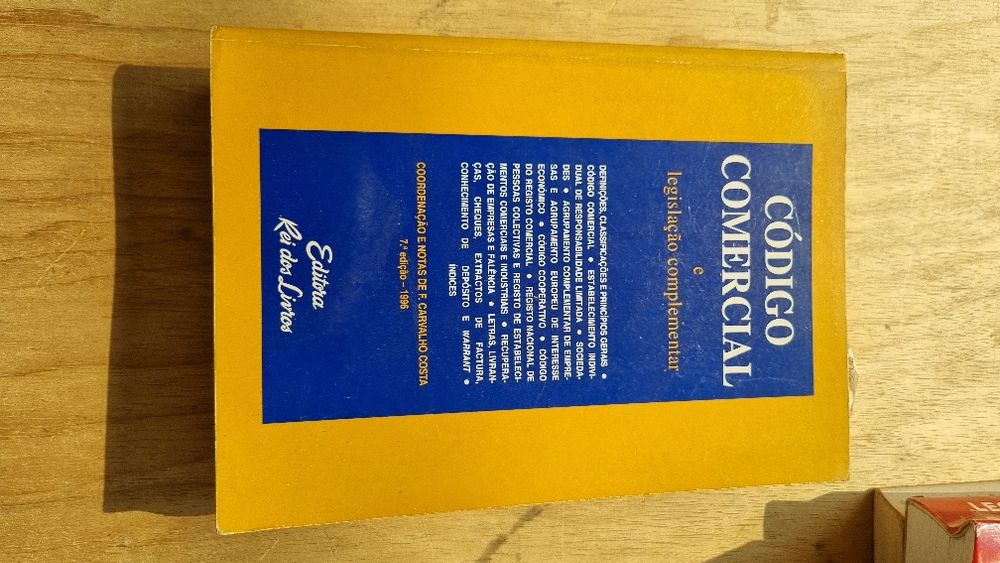 CÓDIGO
COMERCIAL
e
legislação complementar
DEFINIÇÕES, CLASSIFICAÇÕES E PRINCÍPIOS GERAIS •
CÓDIGO COMERCIAL • ESTABELECIMENTO INDIVI-
DUAL DE RESPONSABILIDADE LIMITADA • SOCIEDA-
DES • AGRUPAMENTO COMPLEMENTAR DE EMPRE-
SAS E AGRUPAMENTO EUROPEU DE INTERESSE
ECONÓMICO • CÓDIGO COOPERATIVO • CÓDIGO
DO REGISTO COMERCIAL • REGISTO NACIONAL DE
PESSOAS COLECTIVAS E REGISTO DE ESTABELECI-
MENTOS COMERCIAIS E INDUSTRIAIS • RECUPERA-
ÇÃO DE EMPRESAS E FALÊNCIA • LETRAS, LIVRAN-
ÇAS, CHEQUES, EXTRACTOS DE FACTURA,
CONHECIMENTO DE DEPÓSITO E WARRANT •
ÍNDICES
COORDENAÇÃO E NOTAS DE R. CARVALHO COSTA
7.ª edição – 1996
Editora
Rei dos Livros